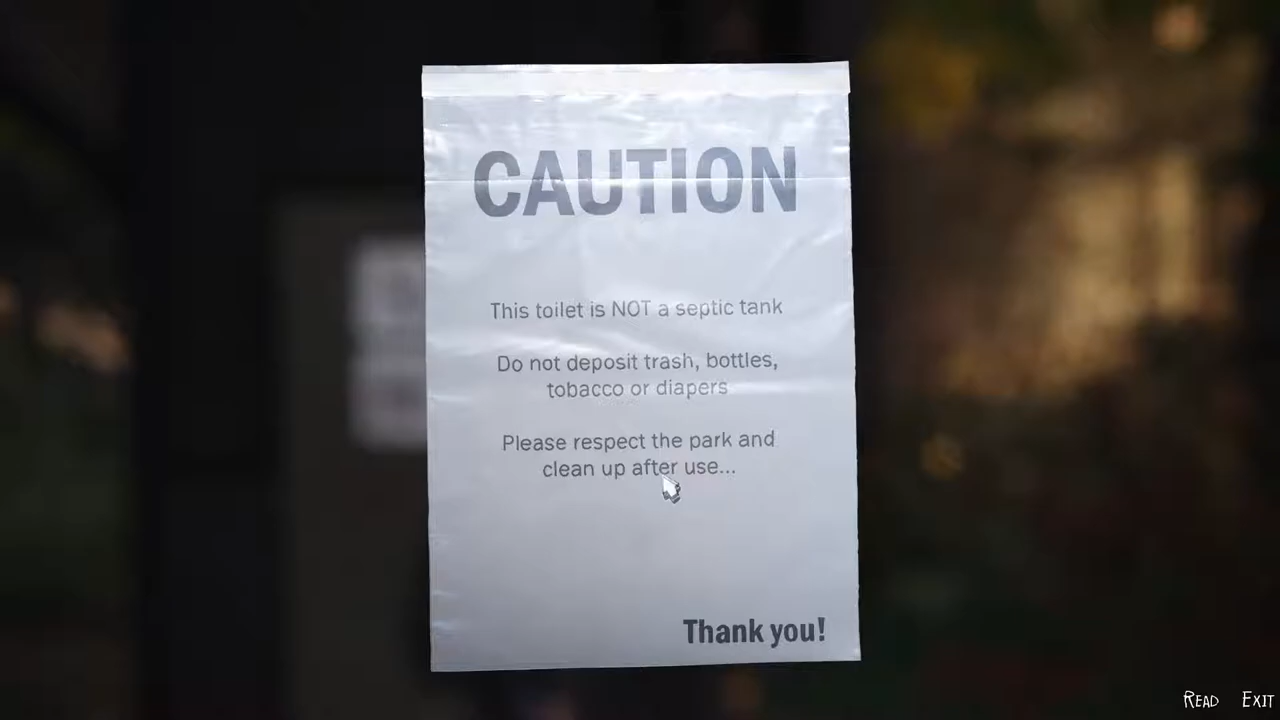 CAUTION
This toilet is NOT a septic tank
Do not deposit trash, bottles,
tobacco or diapers
Please respect the park and
clean up after use...
Thank you!
READ EXIT